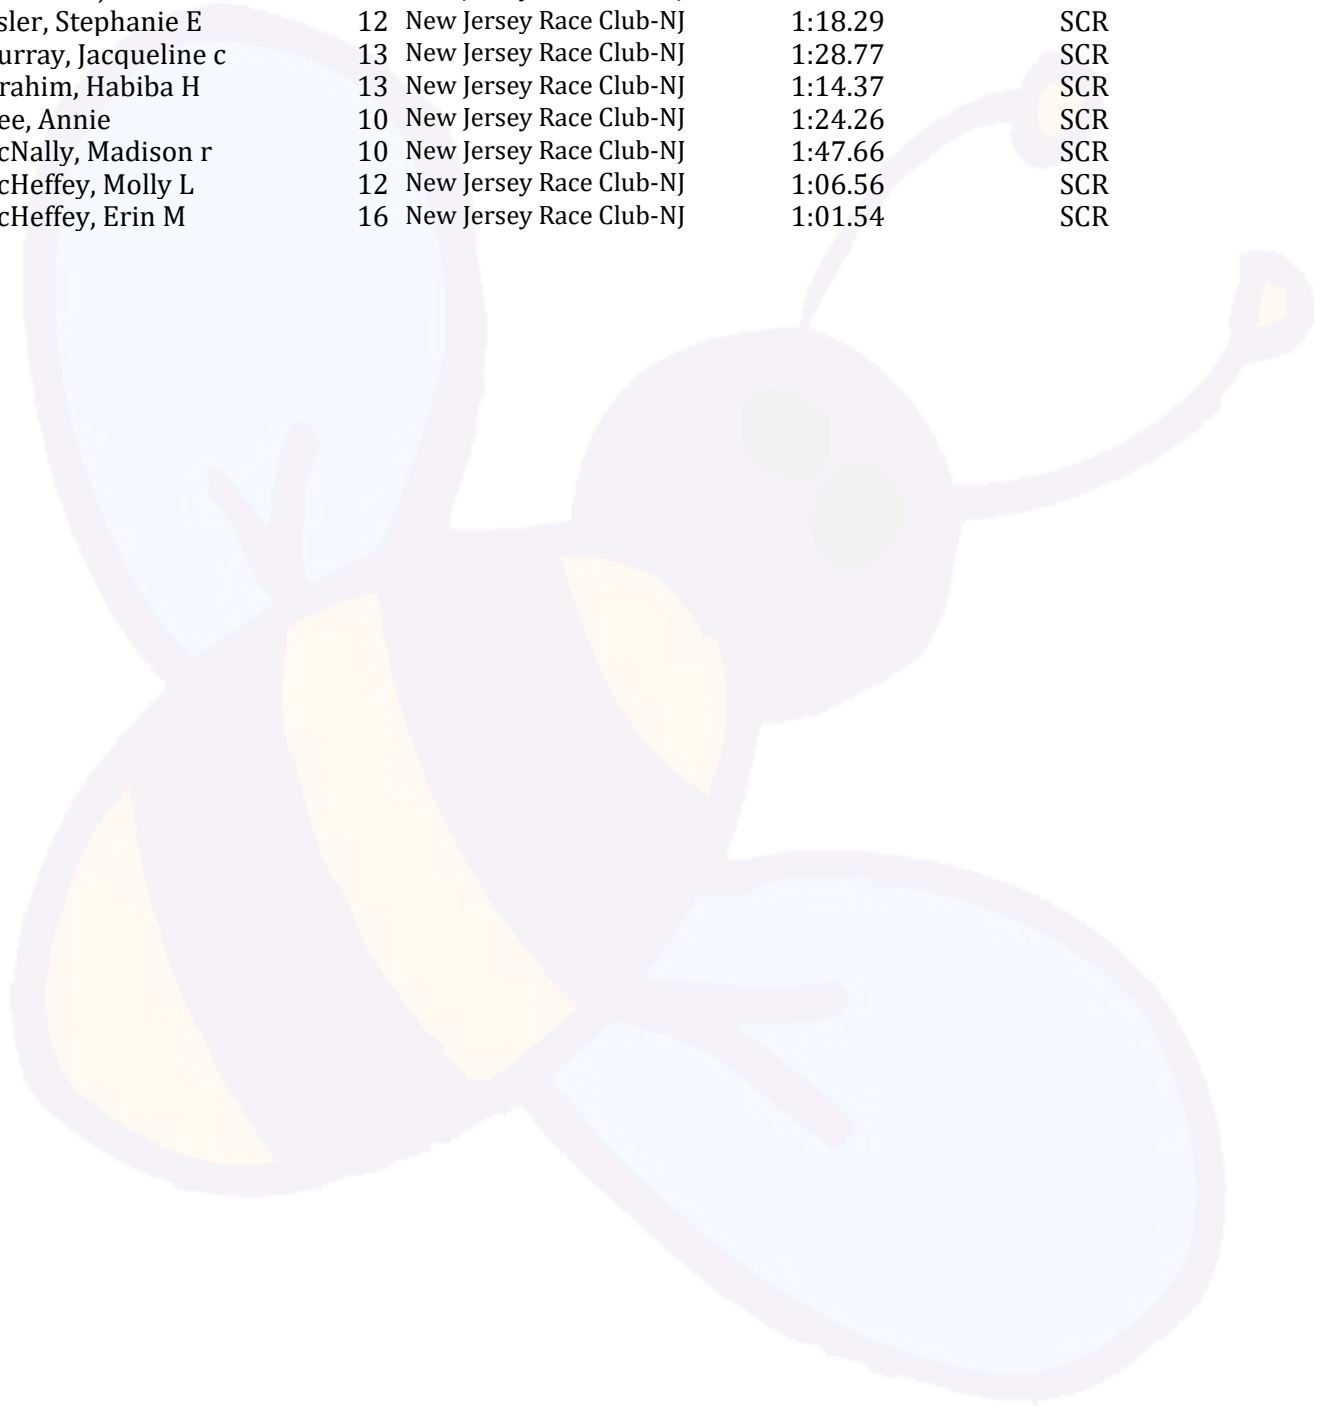 sler, Stephanie E 12 New Jersey Race Club-NJ 1:18.29 SCR
urray, Jacqueline c 13 New Jersey Race Club-NJ 1:28.77 SCR
rahim, Habiba H 13 New Jersey Race Club-NJ 1:14.37 SCR
ee, Annie 10 New Jersey Race Club-NJ 1:24.26 SCR
cNally, Madison r 10 New Jersey Race Club-NJ 1:47.66 SCR
cHeffey, Molly L 12 New Jersey Race Club-NJ 1:06.56 SCR
cHeffey, Erin M 16 New Jersey Race Club-NJ 1:01.54 SCR